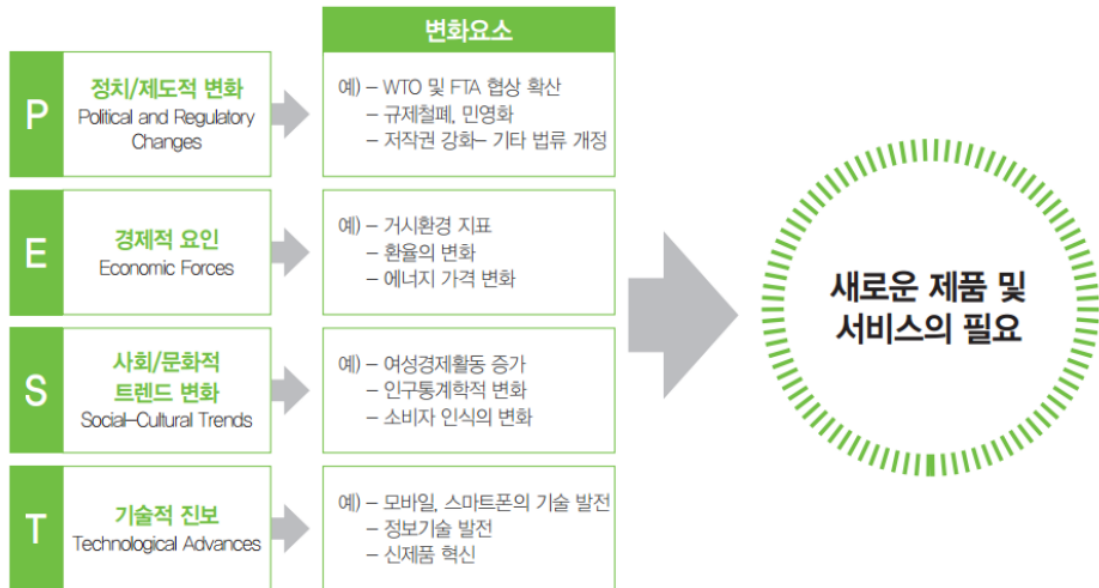 변화요소
P
정치/제도적 변화
Political and Regulatory
Changes
예) – WTO 및 FTA 협상 확산
– 규제철폐, 민영화
– 저작권 강화– 기타 법류 개정
E
경제적 요인
Economic Forces
예) – 거시환경 지표
– 환율의 변화
– 에너지 가격 변화
S
사회/문화적
트렌드 변화
Social–Cultural Trends
예) – 여성경제활동 증가
– 인구통계학적 변화
– 소비자 인식의 변화
T
기술적 진보
Technological Advances
예) – 모바일, 스마트폰의 기술 발전
– 정보기술 발전
– 신제품 혁신
새로운 제품 및
서비스의 필요